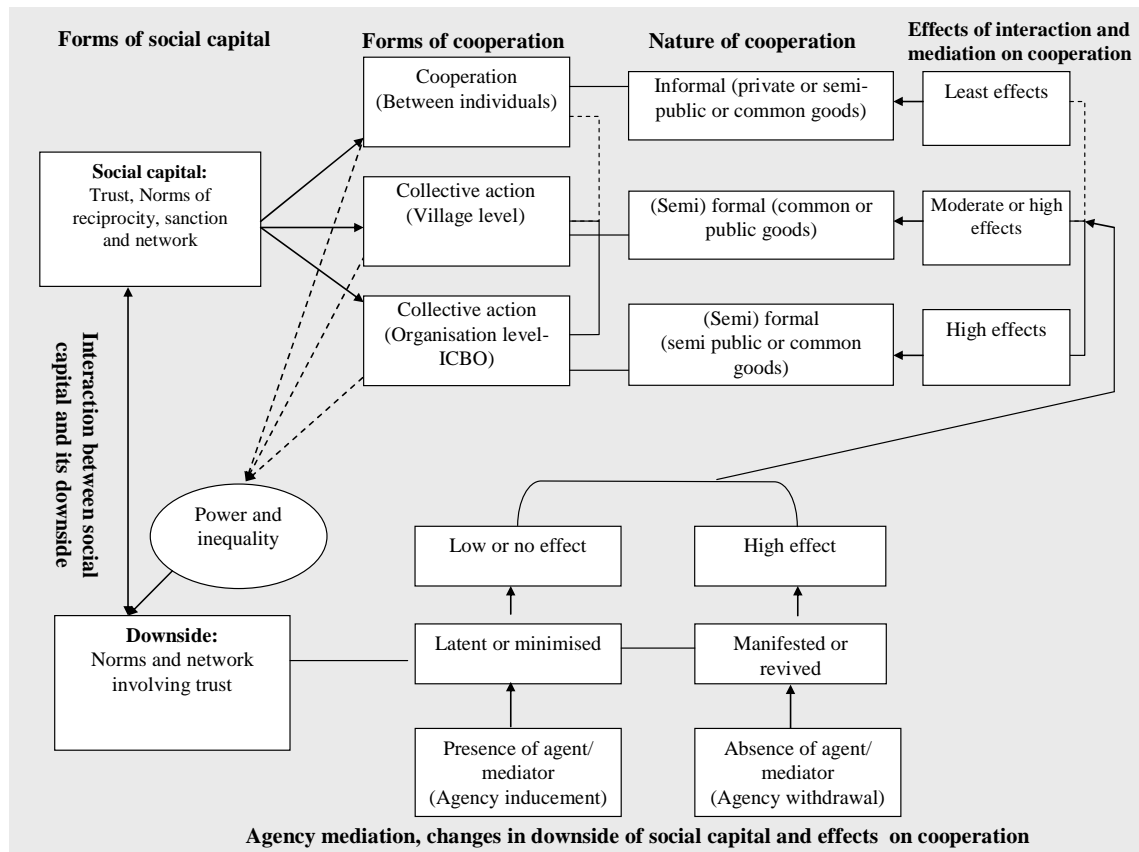 Forms of social capital
Forms of cooperation
Nature of cooperation
Effects of interaction and
mediation on cooperation
Cooperation
(Between individuals)
Informal (private or semi-
public or common goods)
Least effects
Social capital:
Trust, Norms of
reciprocity, sanction
and network
Collective action
(Village level)
(Semi) formal (common or
public goods)
Moderate or high
effects
Collective action
(Organisation level-
ICBO)
(Semi) formal
(semi public or common
goods)
High effects
Interaction between social
capital and its downside
Power and
inequality
Low or no effect
High effect
Downside:
Norms and network
involving trust
Latent or minimised
Manifested or
revived
Presence of agent/
mediator
(Agency inducement)
Absence of agent/
mediator
(Agency withdrawal)
Agency mediation, changes in downside of social capital and effects on cooperation